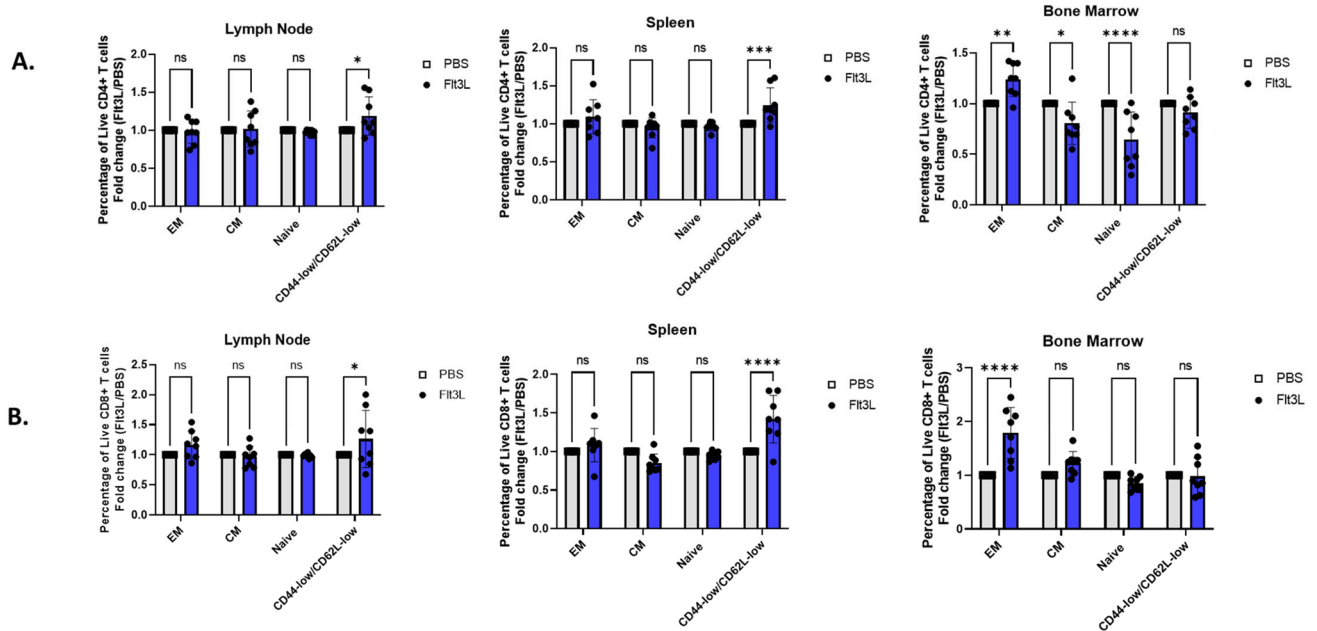 A.
Lymph Node
Percentage of Live CD4+ T cells
Fold change (Flt3L/PBS)
2.0
1.5
1.0
0.5
0.0
ns
ns
ns
*
PBS
Flt3L
EM
CM
Naive
CD44-low/CD62L-low
Spleen
Percentage of Live CD4+ T cells
Fold change (Flt3L/PBS)
2.0
1.5
1.0
0.5
0.0
ns
ns
ns
***
PBS
Flt3L
EM
CM
Naive
CD44-low/CD62L-low
Bone Marrow
Percentage of Live CD4+ T cells
Fold change (Flt3L/PBS)
1.5
1.0
0.5
0.0
**
*
****
ns
PBS
Flt3L
EM
CM
Naive
CD44-low/CD62L-low
B.
Lymph Node
Percentage of Live CD8+ T cells
Fold change (Flt3L/PBS)
2.5
2.0
1.5
1.0
0.5
0.0
ns
ns
ns
*
PBS
Flt3L
EM
CM
Naive
CD44-low/CD62L-low
Spleen
Percentage of Live CD8+ T cells
Fold change (Flt3L/PBS)
2.0
1.5
1.0
0.5
0.0
ns
ns
ns
****
PBS
Flt3L
EM
CM
Naive
CD44-low/CD62L-low
Bone Marrow
Percentage of Live CD8+ T cells
Fold change (Flt3L/PBS)
3
2
1
0
****
ns
ns
ns
PBS
Flt3L
EM
CM
Naive
CD44-low/CD62L-low